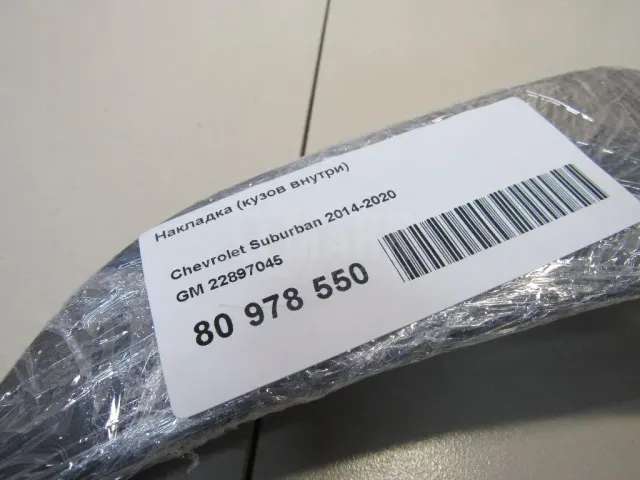 Накладка (кузов внутри)
Chevrolet Suburban 2014-2020
GM 22897045
80 978 550